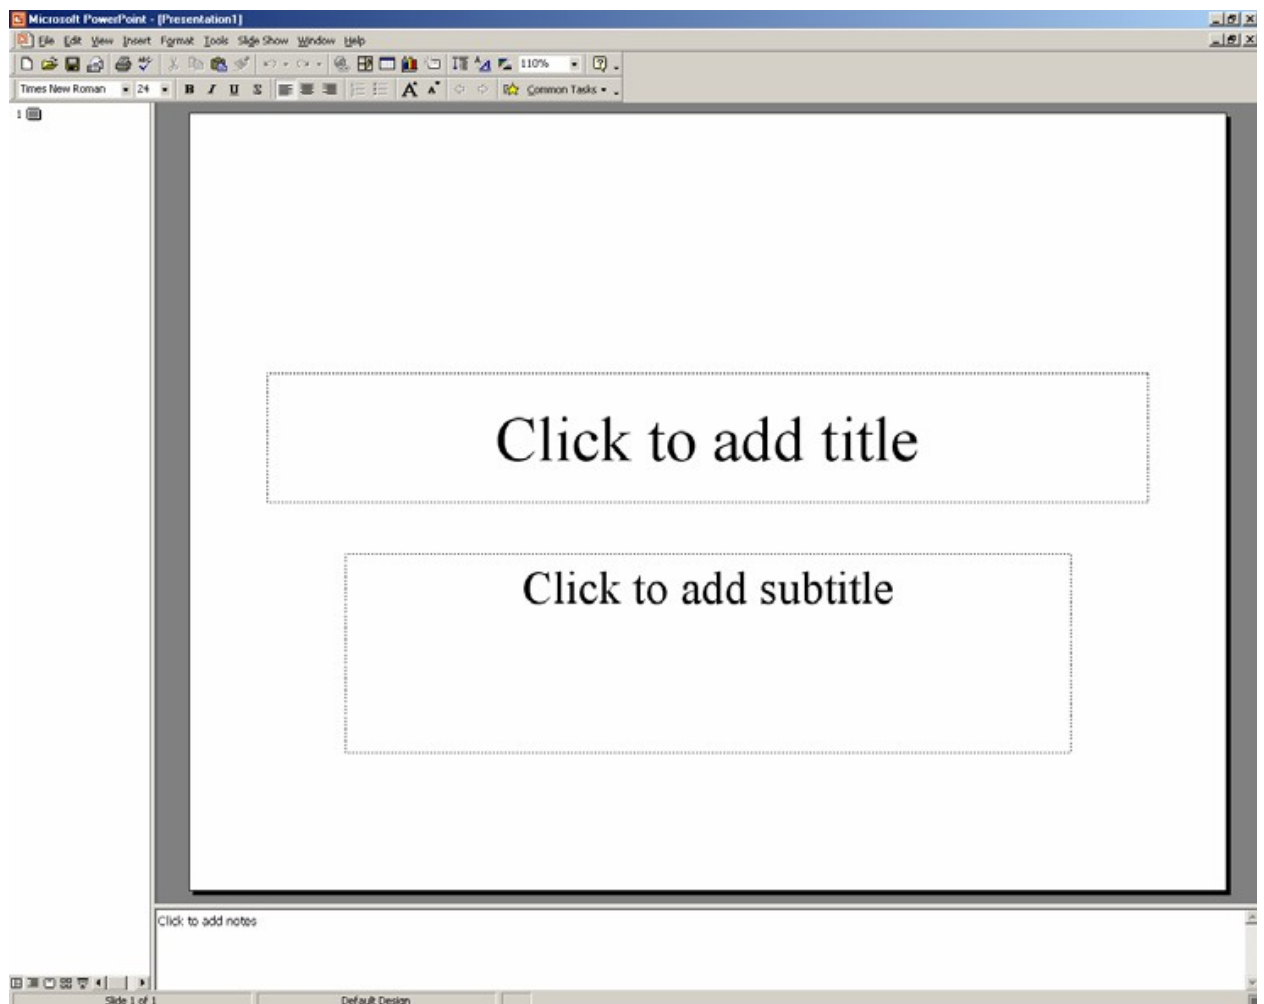 Microsoft PowerPoint - [Presentation1]
File Edit View Insert Format Tools Slide Show Window Help
110%
Times New Roman 24 B I U S A A Common Tasks
1
Click to add title
Click to add subtitle
Click to add notes
Slide 1 of 1 Default Design